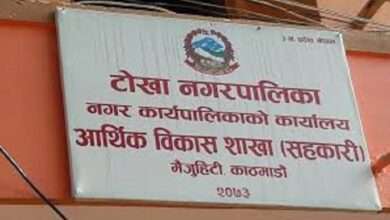 टोखा नगरपालिका
नगर कार्यपालिकाको कार्यालय
आर्थिक विकास शाखा (सहकारी)
मैजुहिटी, काठमाडौं
२०७३